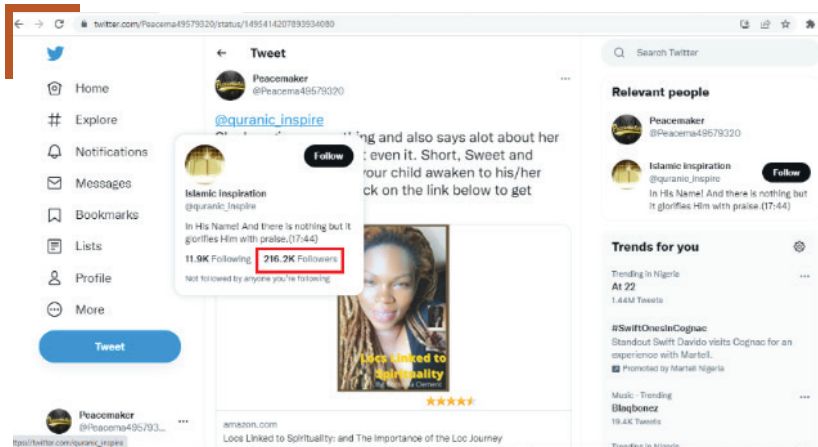 twitter.com/Peacema49579320/status/1495414207893934080
Home
Explore
Notifications
Messages
Bookmarks
Lists
Profile
More
Tweet
Peacemaker
@Peacema495793...
Tweet
Peacemaker
@Peacema49579320
@quranic_inspire
ing and also says alot about her
even it. Short, Sweet and
your child awaken to his/her
ck on the link below to get
Follow
Islamic inspiration
@quranic_inspire
In His Name! And there is nothing but it
glorifies Him with praise.(17:44)
11.9K Following 216.2K Followers
Not followed by anyone you're following
Locs Linked to
Spirituality
Clement
amazon.com
Locs Linked to Spirituality: and The Importance of the Loc Journey
Search Twitter
Relevant people
Peacemaker
@Peacema49579320
Islamic inspiration
@quranic_inspire
Follow
In His Name! And there is nothing but
it glorifies Him with praise.(17:44)
Trends for you
Trending in Nigeria
At 22
1.44M Tweets
#SwiftOnesInCognac
Standout Swift Davido visits Cognac for an
experience with Martell.
Promoted by Martell Nigeria
Music · Trending
Blaqbonez
19.4K Tweets
Trending in Nigeria
ttps://twitter.com/quranic_inspire